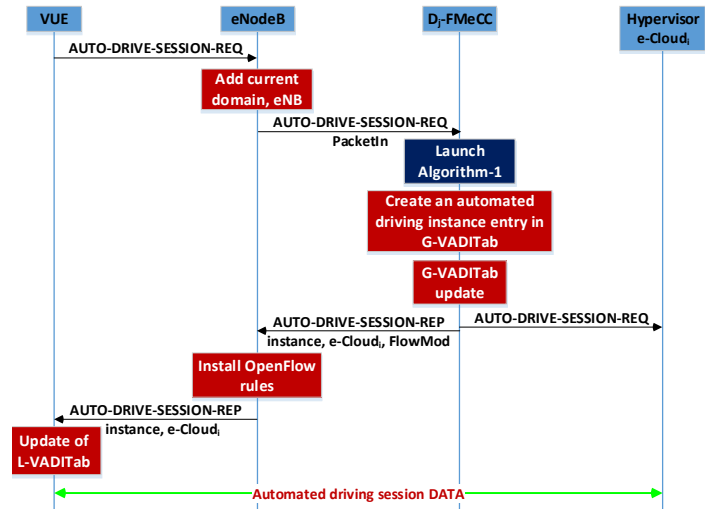 VUE
eNodeB
Dj-FMeCC
Hypervisor
e-Cloudi
AUTO-DRIVE-SESSION-REQ
Add current
domain, eNB
AUTO-DRIVE-SESSION-REQ
PacketIn
Launch
Algorithm-1
Create an automated
driving instance entry in
G-VADITab
G-VADITab
update
AUTO-DRIVE-SESSION-REP
instance, e-Cloudi, FlowMod
AUTO-DRIVE-SESSION-REQ
Install OpenFlow
rules
AUTO-DRIVE-SESSION-REP
instance, e-Cloudi
Update of
L-VADITab
Automated driving session DATA